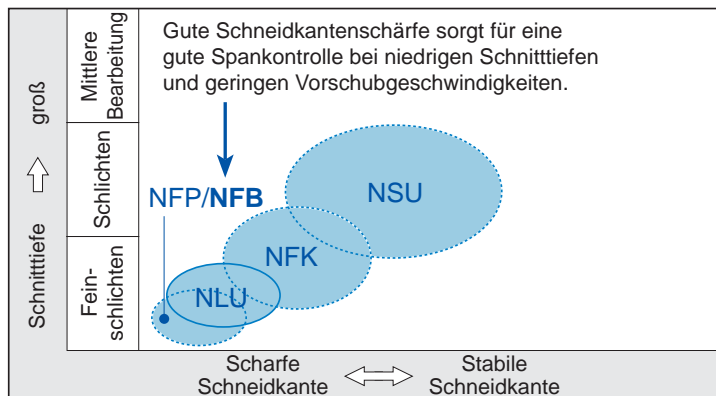 Gute Schneidkantenschärfe sorgt für eine
gute Spankontrolle bei niedrigen Schnitttiefen
und geringen Vorschubgeschwindigkeiten.
Schnitttiefe
groß
Mittlere
Bearbeitung
Schlichten
Fein-
schlichten
NFP/NFB
NSU
NFK
NLU
Scharfe
Schneidkante
Stabile
Schneidkante